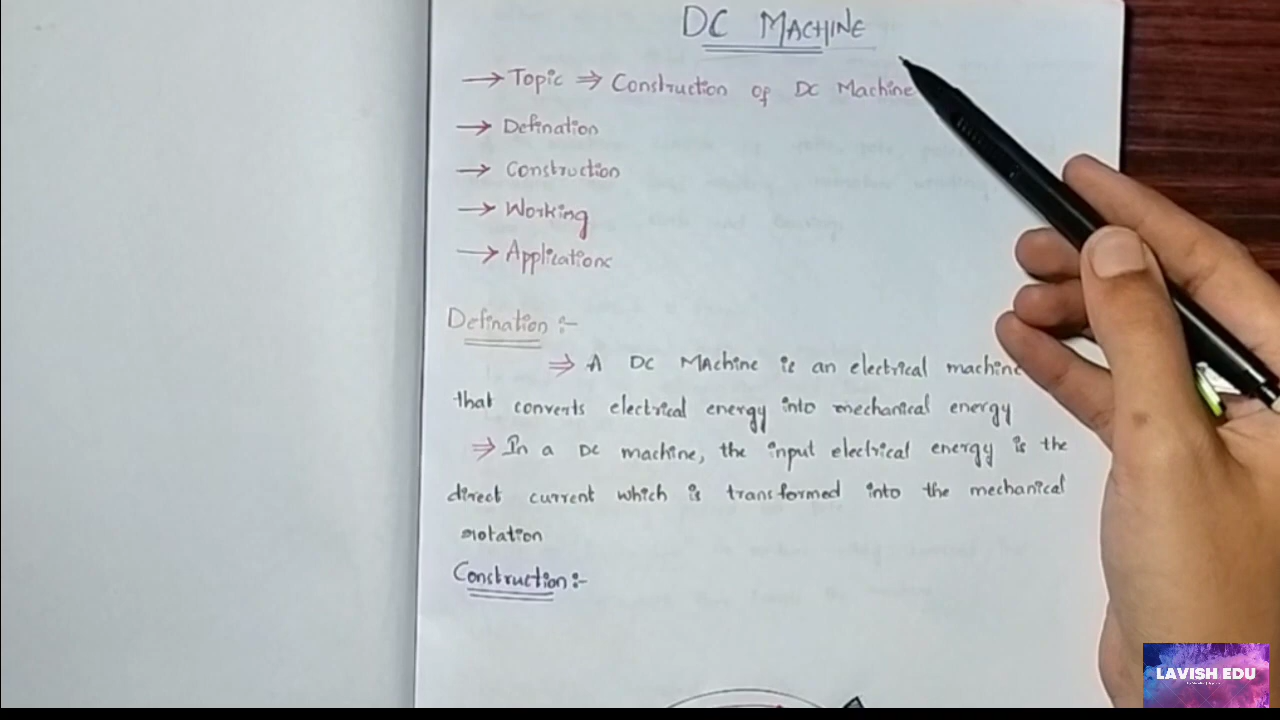 DC MACHINE
→ Topic ⇒ Construction of DC Machine
→ Defination
→ Construction
→ Working
→ Applications
Defination :-
⇒ A DC MAchine is an electrical machine
that converts electrical energy into mechanical energy
⇒ In a DC machine, the input electrical energy is the
direct current which is transformed into the mechanical
rotation
Construction:-
LAVISH EDU